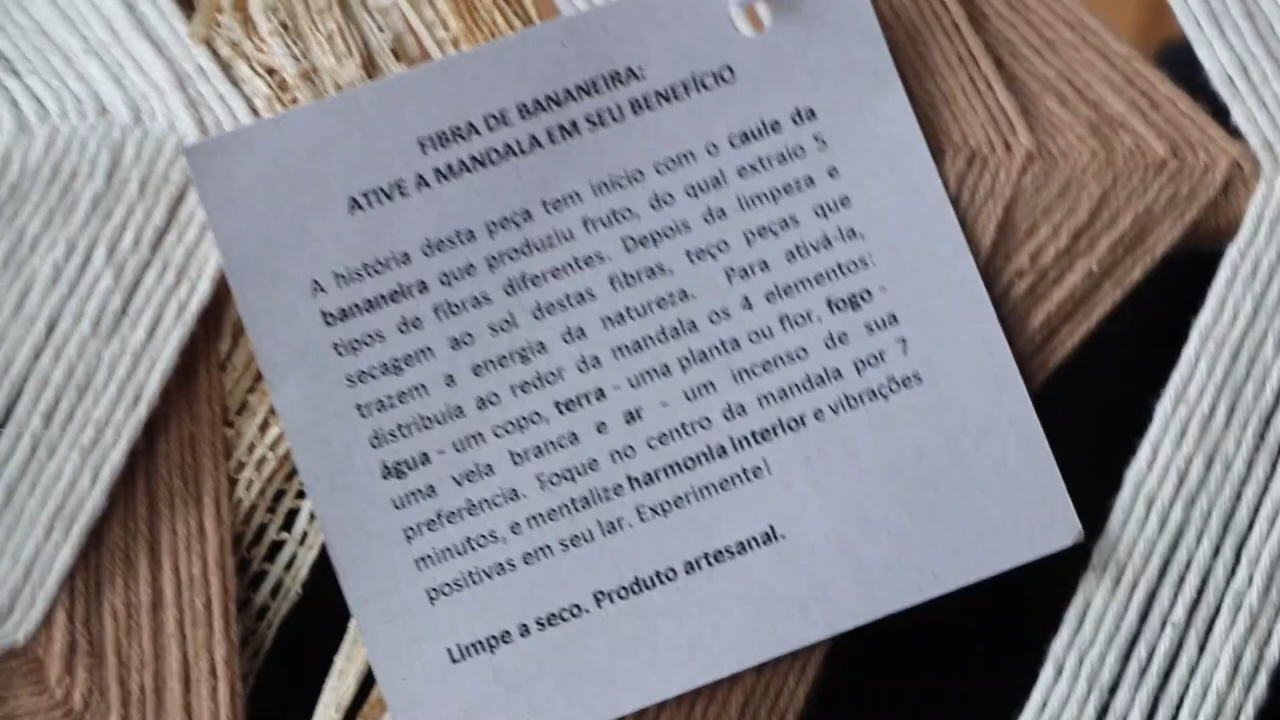 FIBRA DE BANANEIRA:
ATIVE A MANDALA EM SEU BENEFÍCIO
A história desta peça tem início com o caule da
bananeira que produziu fruto, do qual extraio 5
tipos de fibras diferentes. Depois da limpeza e
secagem ao sol destas fibras, teço peças que
trazem a energia da natureza. Para ativá-la,
distribuia ao redor da mandala os 4 elementos:
água - um copo, terra - uma planta ou flor, fogo -
uma vela branca e ar - um incenso de sua
preferência. Foque no centro da mandala por 7
minutos, e mentalize harmonia interior e vibrações
positivas em seu lar. Experimente!
Limpe a seco. Produto artesanal.